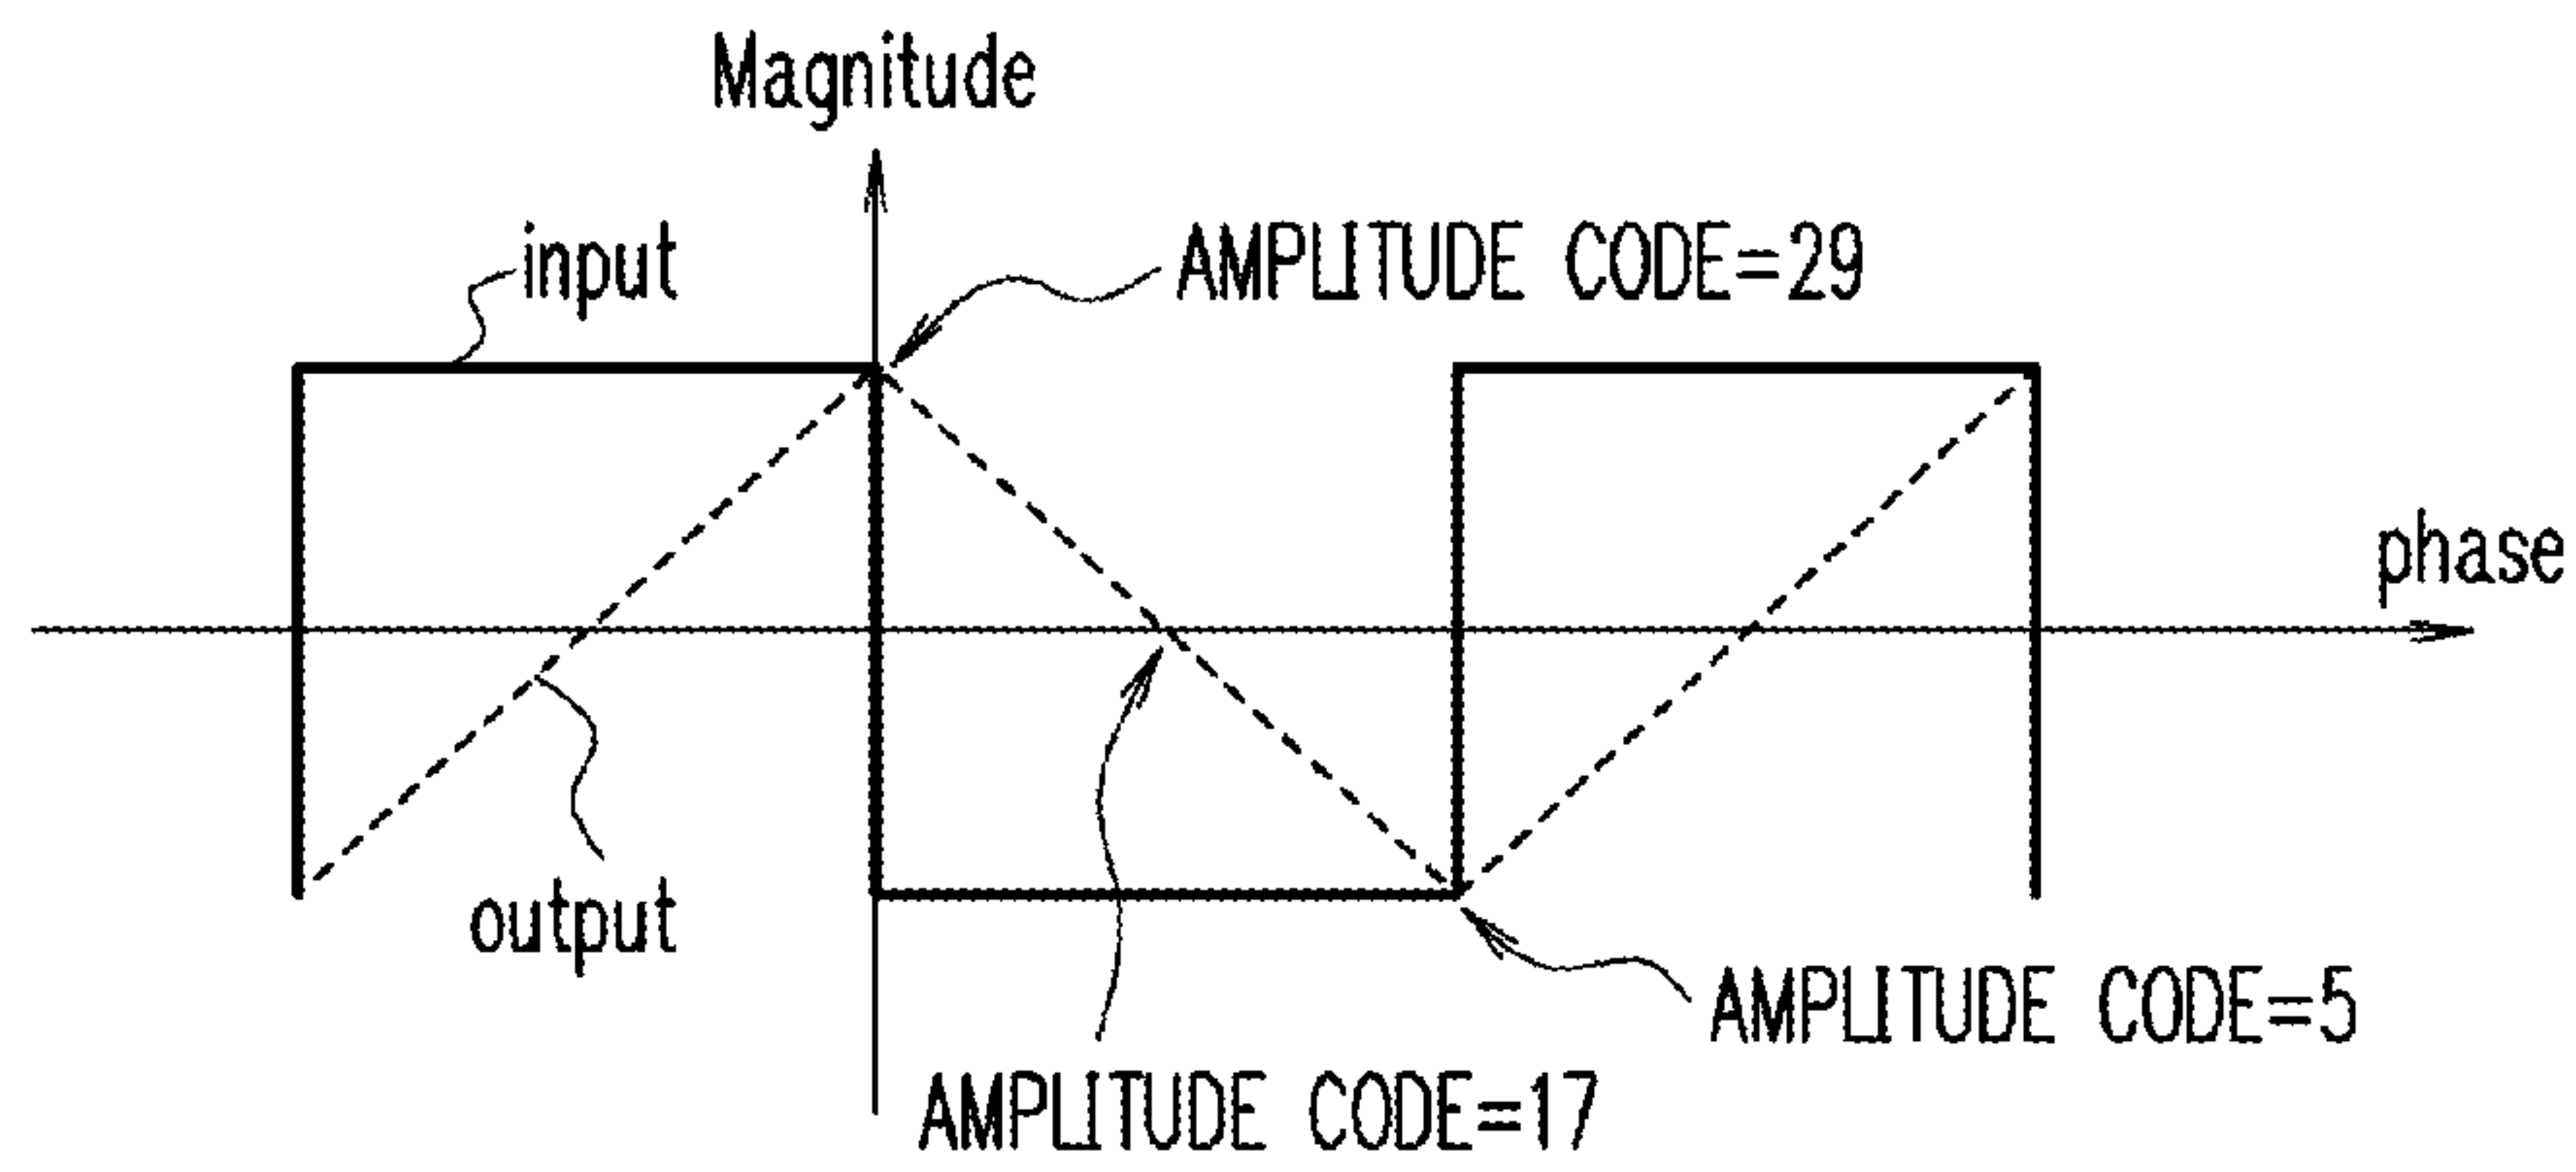 Magnitude
input
AMPLITUDE CODE=29
phase
output
AMPLITUDE CODE=5
AMPLITUDE CODE=17